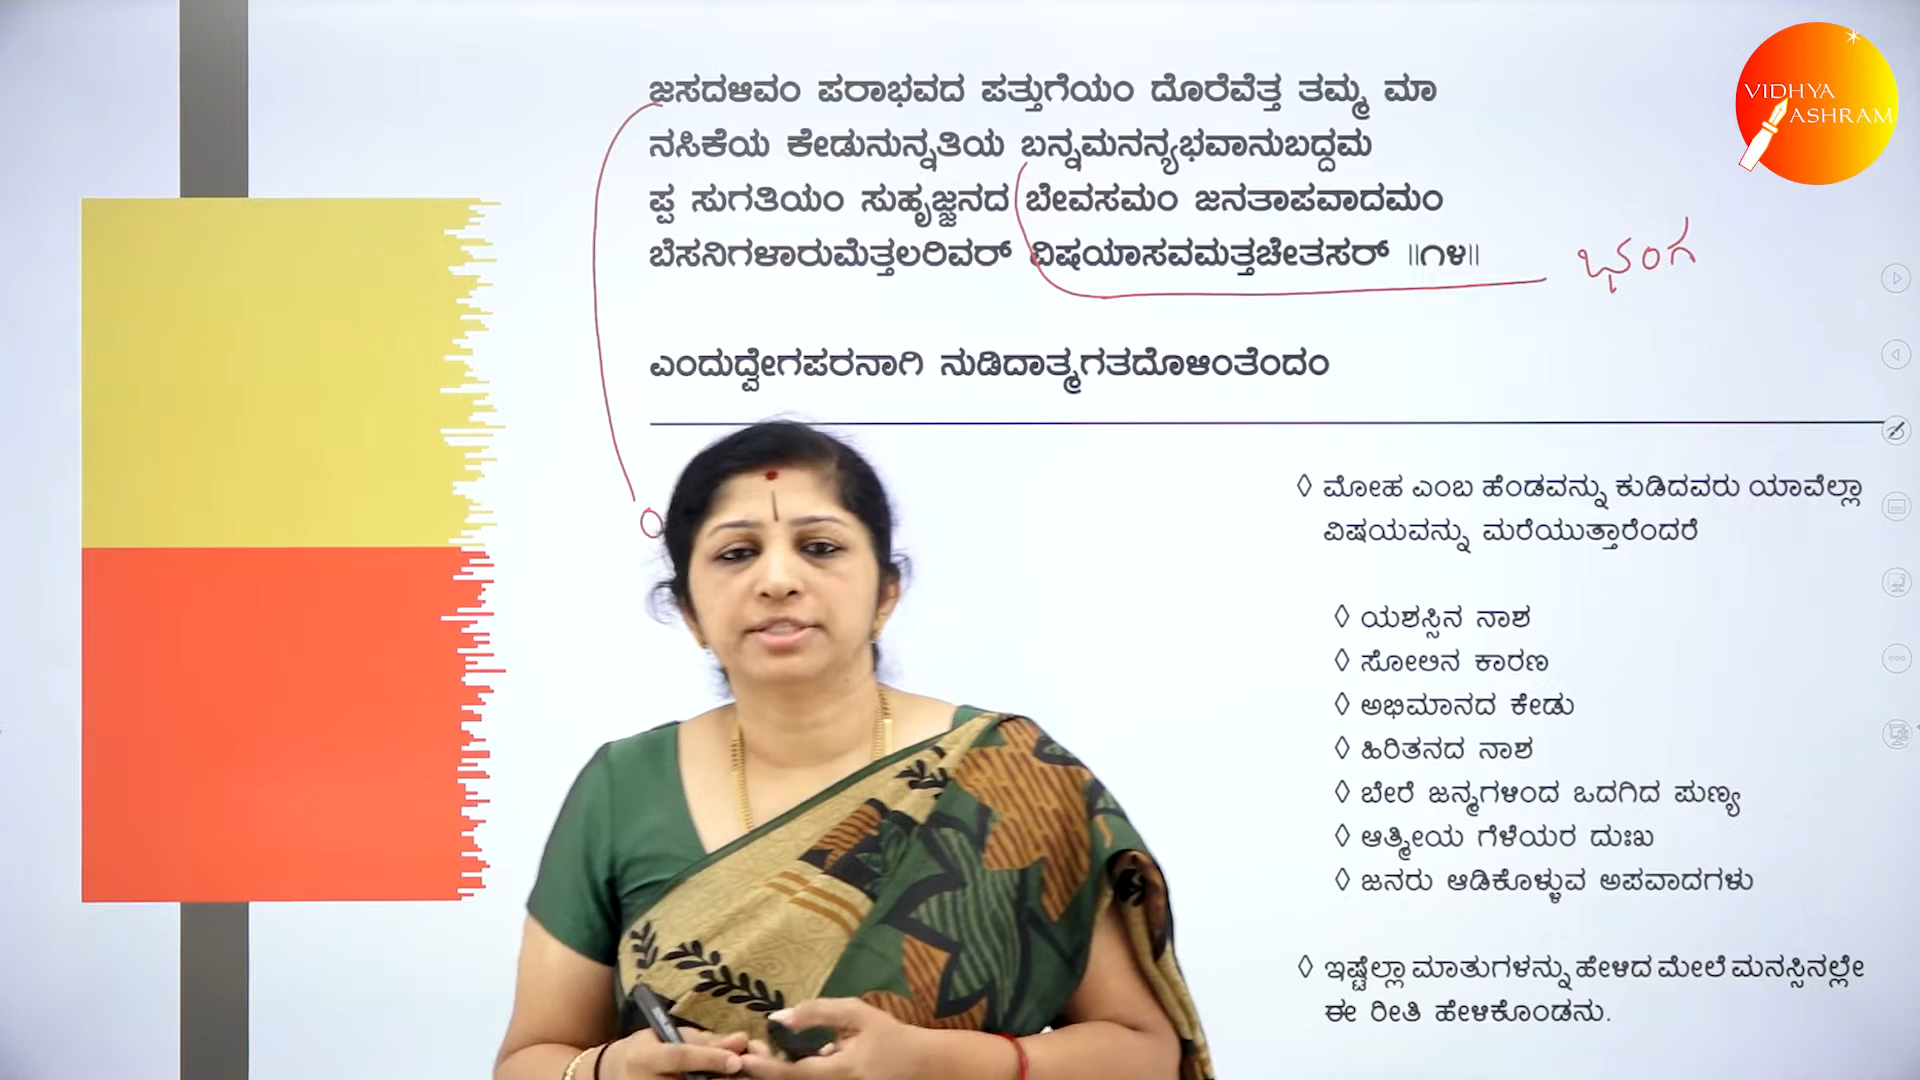 ಜಸದಳಿವಂ ಪರಾಭವದ ಪತ್ತುಗೆಯಂ ದೊರೆವೆತ್ತ ತಮ್ಮ ಮಾ
ನಸಿಕೆಯ ಕೇಡುನುನ್ನತಿಯ ಬನ್ನಮನನ್ಯಭವಾನುಬದ್ದಮ
ಪ್ಪ ಸುಗತಿಯಂ ಸುಹೃಜ್ಜನದ ಬೇವಸಮಂ ಜನತಾಪವಾದಮಂ
ಬೆಸನಿಗಳಾರುಮೆತ್ತಲರಿವರ್ ವಿಷಯಾಸವಮತ್ತಚೇತಸರ್ ॥೧೪॥
ಭಂಗ
ಎಂದುದ್ವೇಗಪರನಾಗಿ ನುಡಿದಾತ್ಮಗತದೊಳಿಂತೆಂದಂ
◊ ಮೋಹ ಎಂಬ ಹೆಂಡವನ್ನು ಕುಡಿದವರು ಯಾವೆಲ್ಲಾ
ವಿಷಯವನ್ನು ಮರೆಯುತ್ತಾರೆಂದರೆ
◊ ಯಶಸ್ಸಿನ ನಾಶ
◊ ಸೋಲಿನ ಕಾರಣ
◊ ಅಭಿಮಾನದ ಕೇಡು
◊ ಹಿರಿತನದ ನಾಶ
◊ ಬೇರೆ ಜನ್ಮಗಳಿಂದ ಒದಗಿದ ಪುಣ್ಯ
◊ ಆತ್ಮೀಯ ಗೆಳೆಯರ ದುಃಖ
◊ ಜನರು ಆಡಿಕೊಳ್ಳುವ ಅಪವಾದಗಳು
◊ ಇಷ್ಟೆಲ್ಲಾ ಮಾತುಗಳನ್ನು ಹೇಳಿದ ಮೇಲೆ ಮನಸ್ಸಿನಲ್ಲೇ
ಈ ರೀತಿ ಹೇಳಿಕೊಂಡನು.
VIDHYA
ASHRAM